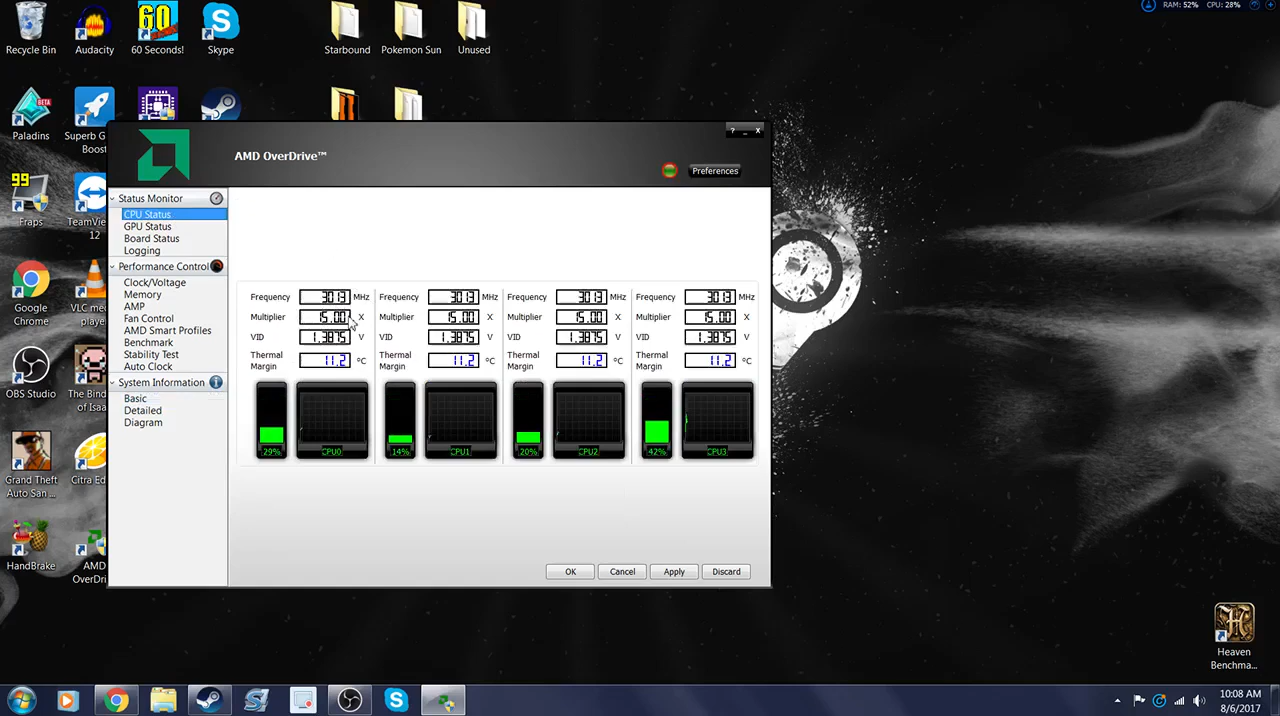 RAM: 52% CPU: 28%
60
Recycle Bin
Audacity
60 Seconds!
Skype
Starbound
Pokemon Sun
Unused
BETA
Paladins
Superb G...
Boost
AMD OverDrive™
? _ x
Preferences
99
Fraps
TeamVie
12
Status Monitor
CPU Status
GPU Status
Board Status
Logging
Performance Control
Clock/Voltage
Memory
AMP
Fan Control
AMD Smart Profiles
Benchmark
Stability Test
Auto Clock
System Information
Basic
Detailed
Diagram
Frequency 3013 MHz Frequency 3013 MHz Frequency 3013 MHz Frequency 3013 MHz
Multiplier 15.00 X Multiplier 15.00 X Multiplier 15.00 X Multiplier 15.00 X
VID 1.3875 V VID 1.3875 V VID 1.3875 V VID 1.3875 V
Thermal Margin 11.2 °C Thermal Margin 11.2 °C Thermal Margin 11.2 °C Thermal Margin 11.2 °C
29% CPU0 14% CPU1 20% CPU2 42% CPU3
OK Cancel Apply Discard
Google
Chrome
VLC med
player
OBS Studio
The Bind
of Isaa
Grand Theft
Auto San ...
Citra Ed
HandBrake
AMD
OverDri
H
Heaven
Benchma...
10:08 AM
8/6/2017